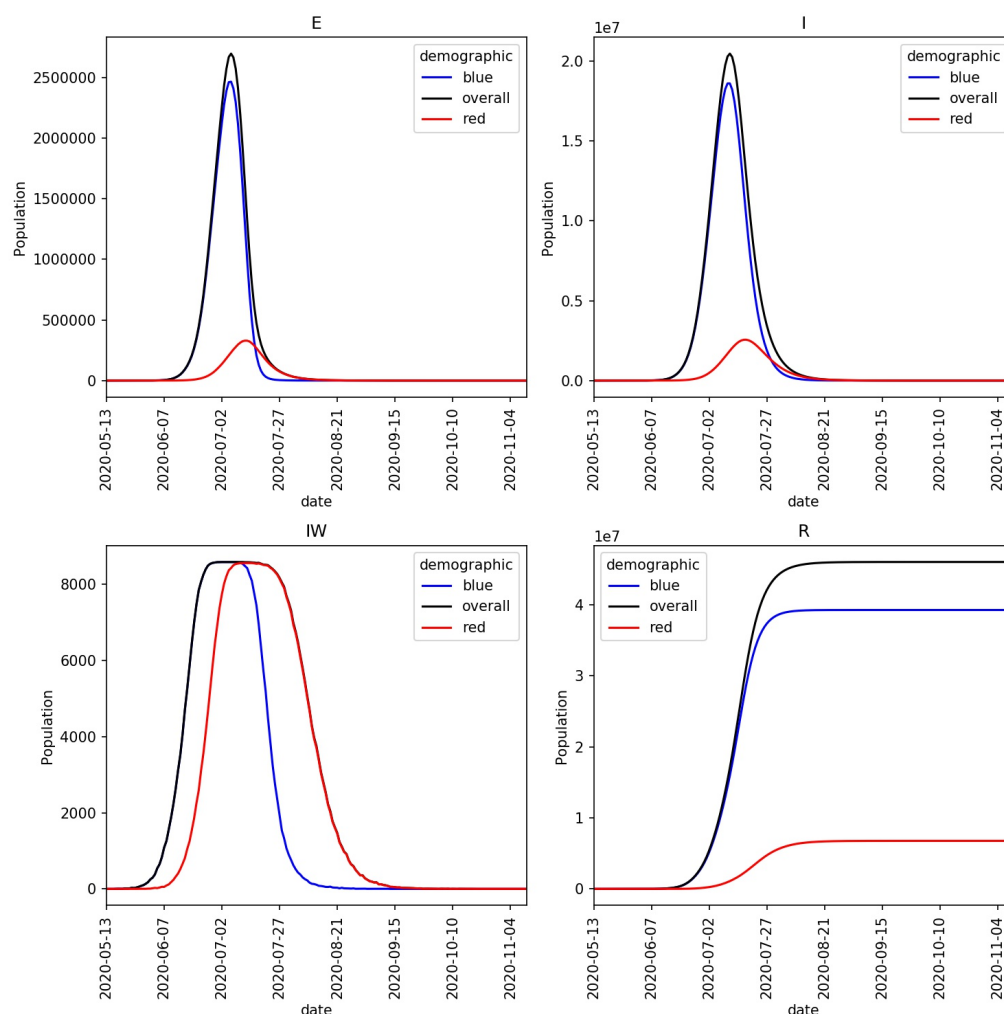 E
demographic
blue
overall
red
2500000
2000000
1500000
1000000
500000
0
Population
2020-05-13
2020-06-07
2020-07-02
2020-07-27
2020-08-21
2020-09-15
2020-10-10
2020-11-04
date
I
1e7
demographic
blue
overall
red
2.0
1.5
1.0
0.5
0.0
Population
2020-05-13
2020-06-07
2020-07-02
2020-07-27
2020-08-21
2020-09-15
2020-10-10
2020-11-04
date
IW
demographic
blue
overall
red
8000
6000
4000
2000
0
Population
2020-05-13
2020-06-07
2020-07-02
2020-07-27
2020-08-21
2020-09-15
2020-10-10
2020-11-04
date
R
1e7
demographic
blue
overall
red
4
3
2
1
0
Population
2020-05-13
2020-06-07
2020-07-02
2020-07-27
2020-08-21
2020-09-15
2020-10-10
2020-11-04
date